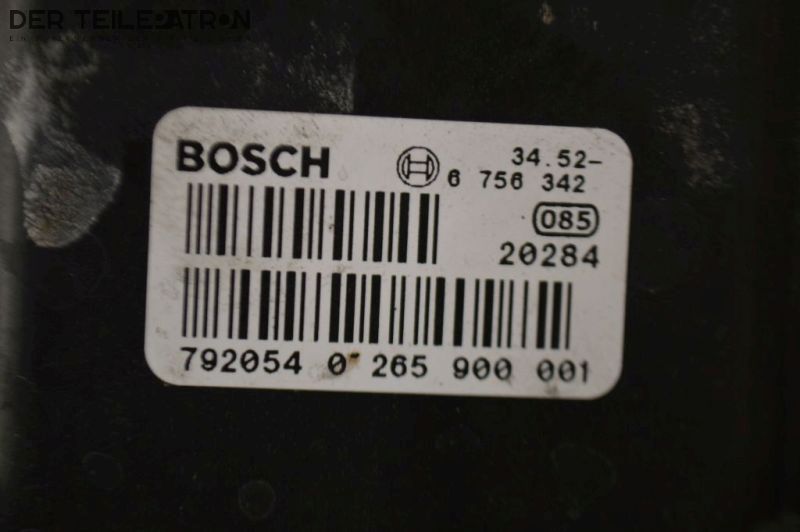 DER TEILEPATRON
BOSCH
34.52-
6 756 342
085
20284
792054 0 265 900 001